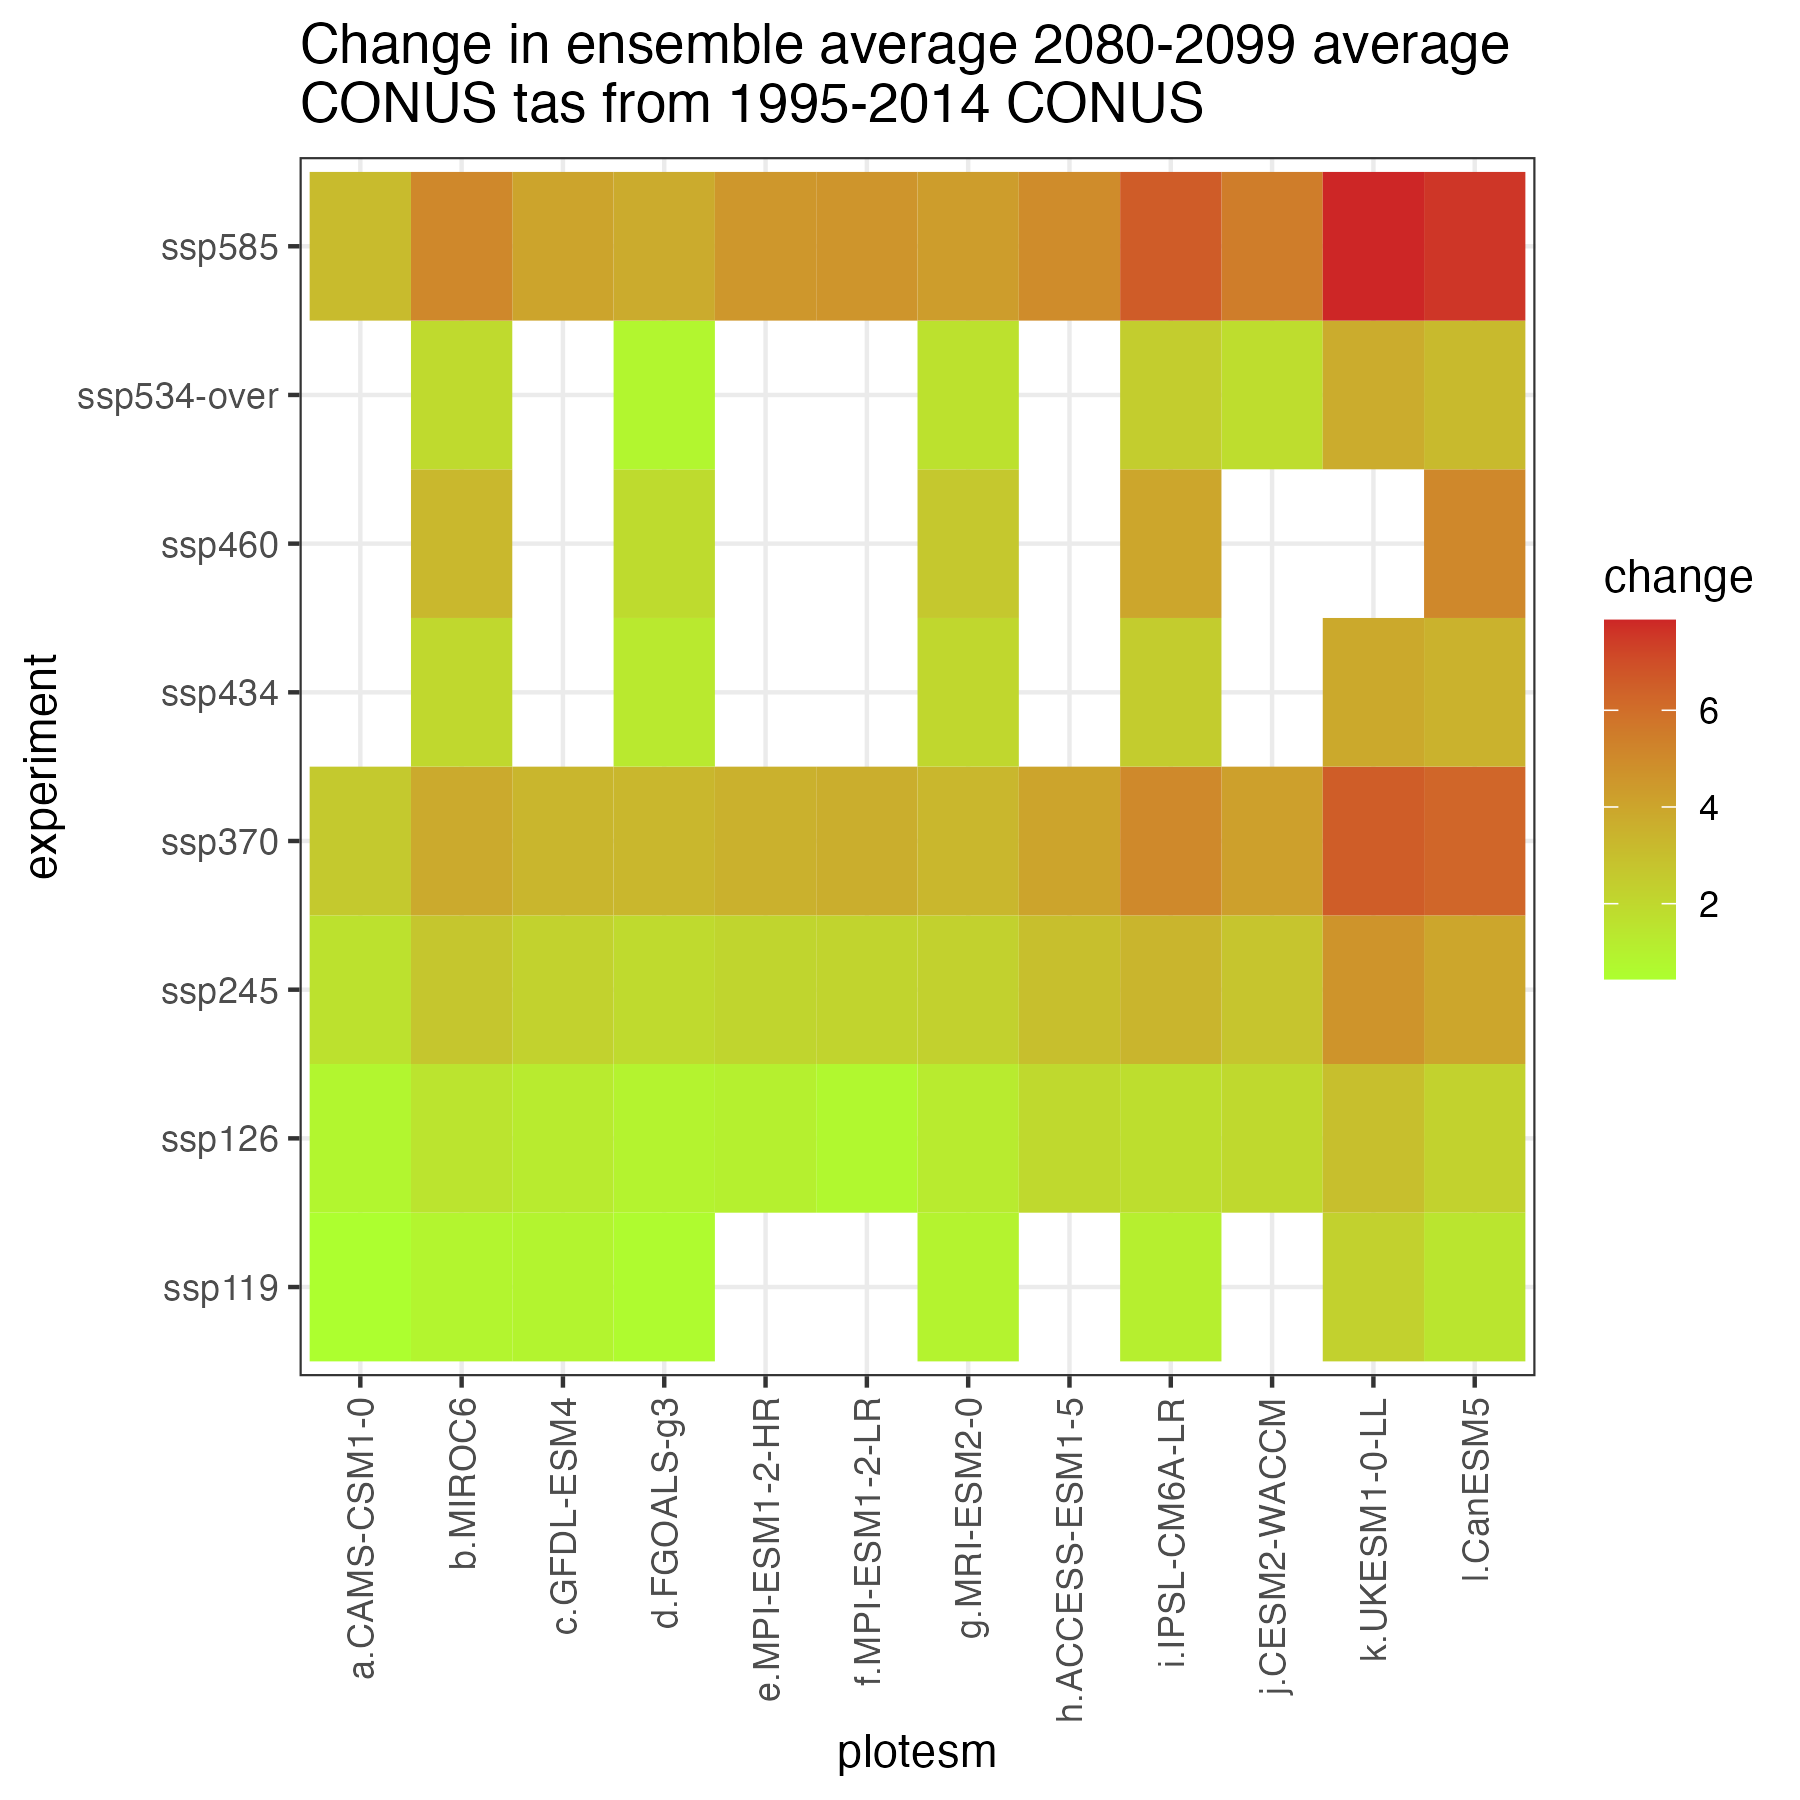 Change in ensemble average 2080-2099 average
CONUS tas from 1995-2014 CONUS
experiment
ssp585
ssp534-over
ssp460
ssp434
ssp370
ssp245
ssp126
ssp119
a.CAMS-CSM1-0
b.MIROC6
c.GFDL-ESM4
d.FGOALS-g3
e.MPI-ESM1-2-HR
f.MPI-ESM1-2-LR
g.MRI-ESM2-0
h.ACCESS-ESM1-5
i.IPSL-CM6A-LR
j.CESM2-WACCM
k.UKESM1-0-LL
l.CanESM5
plotesm
change
6
4
2